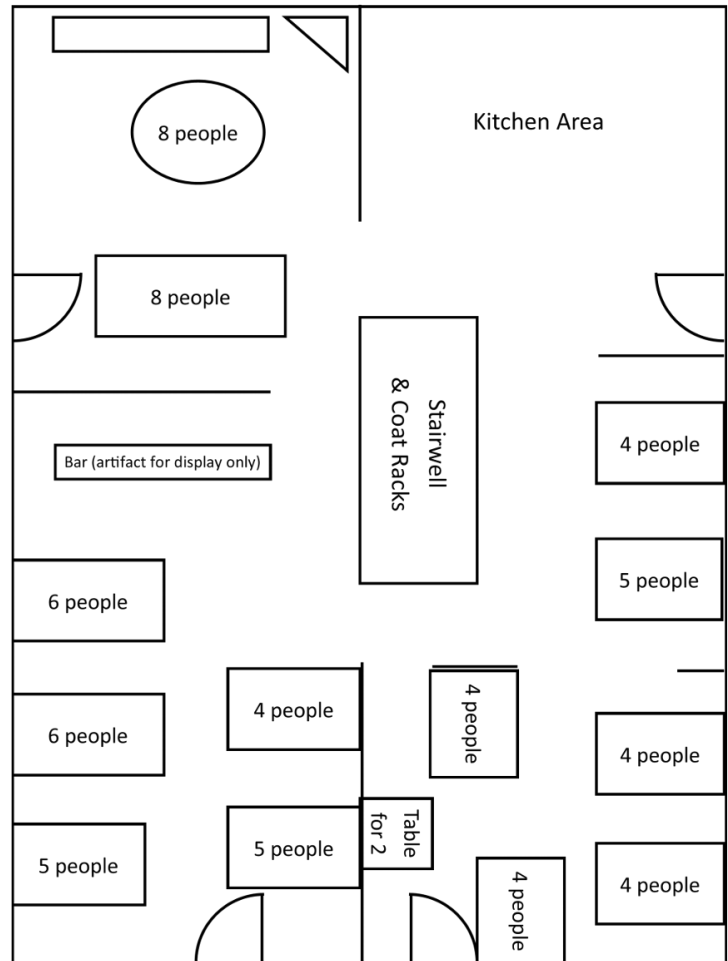 8 people
Kitchen Area
8 people
Stairwell
& Coat Racks
4 people
Bar (artifact for display only)
5 people
6 people
4 people
4 people
6 people
4 people
Table
for 2
5 people
5 people
4 people
4 people